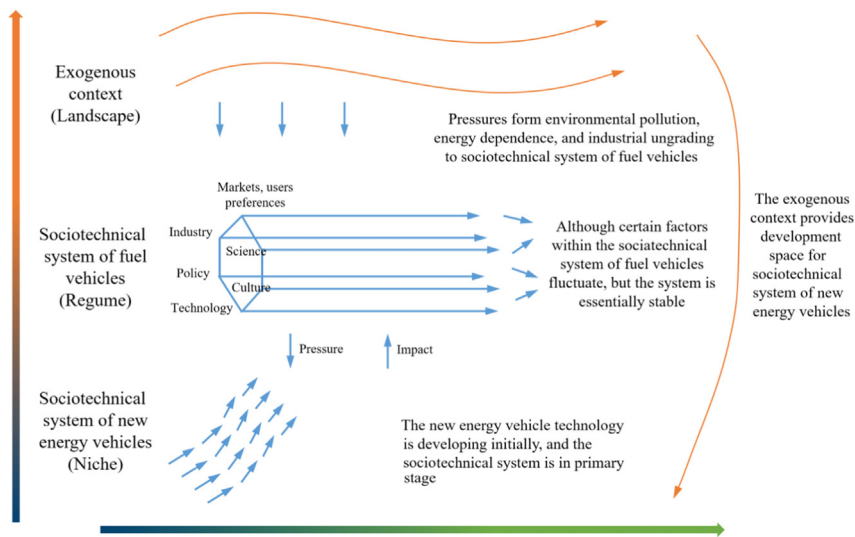 Exogenous
context
(Landscape)
Pressures form environmental pollution,
energy dependence, and industrial ungrading
to sociotechnical system of fuel vehicles
Markets, users
preferences
Industry
Science
Policy
Culture
Technology
Sociotechnical
system of fuel
vehicles
(Regume)
Although certain factors
within the sociatechnical
system of fuel vehicles
fluctuate, but the system is
essentially stable
The exogenous
context provides
development
space for
sociotechnical
system of new
energy vehicles
Pressure
Impact
Sociotechnical
system of new
energy vehicles
(Niche)
The new energy vehicle technology
is developing initially, and the
sociotechnical system is in primary
stage